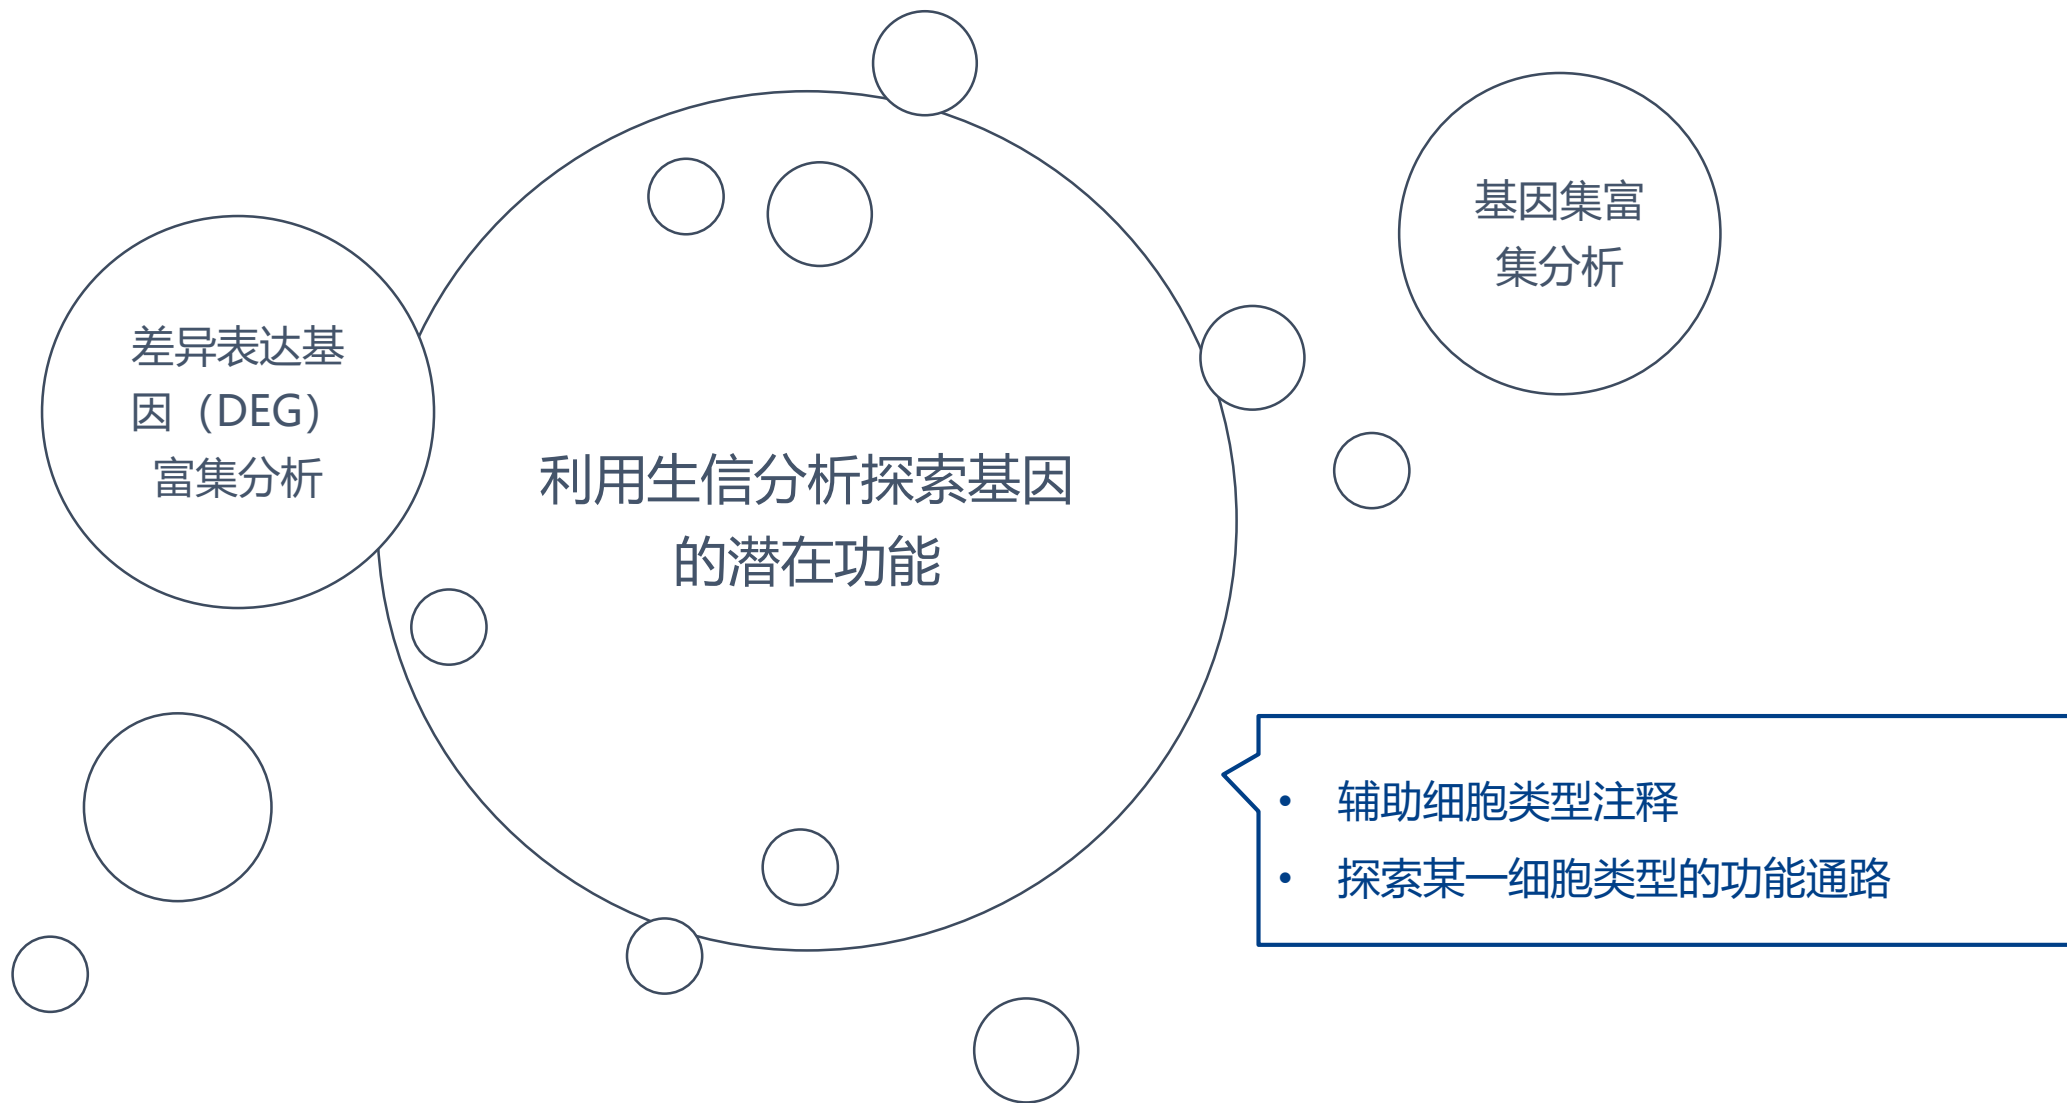 差异表达基
因（DEG）
富集分析
利用生信分析探索基因
的潜在功能
基因集富
集分析
• 辅助细胞类型注释
• 探索某一细胞类型的功能通路